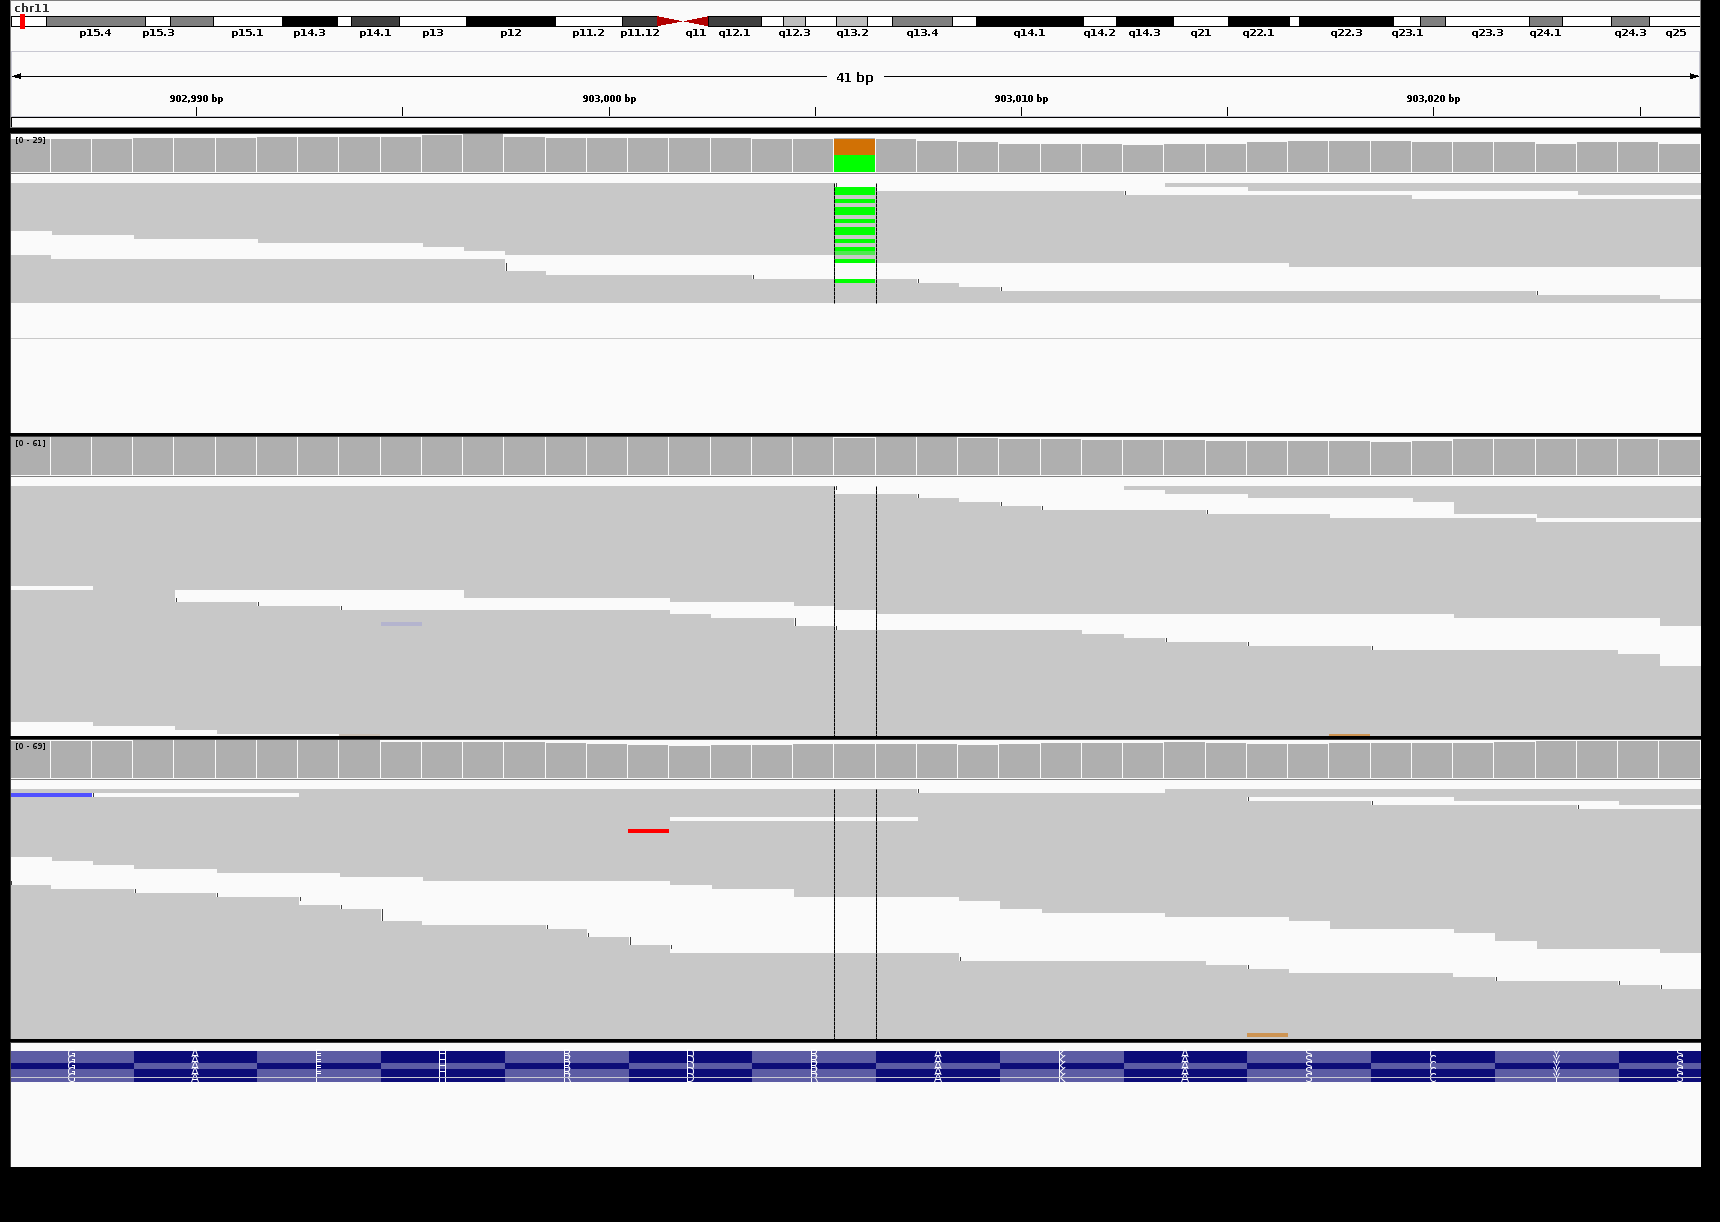 chr11
p15.4 p15.3 p15.1 p14.3 p14.1 p13 p12 p11.2 p11.12 q11 q12.1 q12.3 q13.2 q13.4 q14.1 q14.2 q14.3 q21 q22.1 q22.3 q23.1 q23.3 q24.1 q24.3 q25
41 bp
902,990 bp 903,000 bp 903,010 bp 903,020 bp
[0 - 29]
[0 - 61]
[0 - 69]